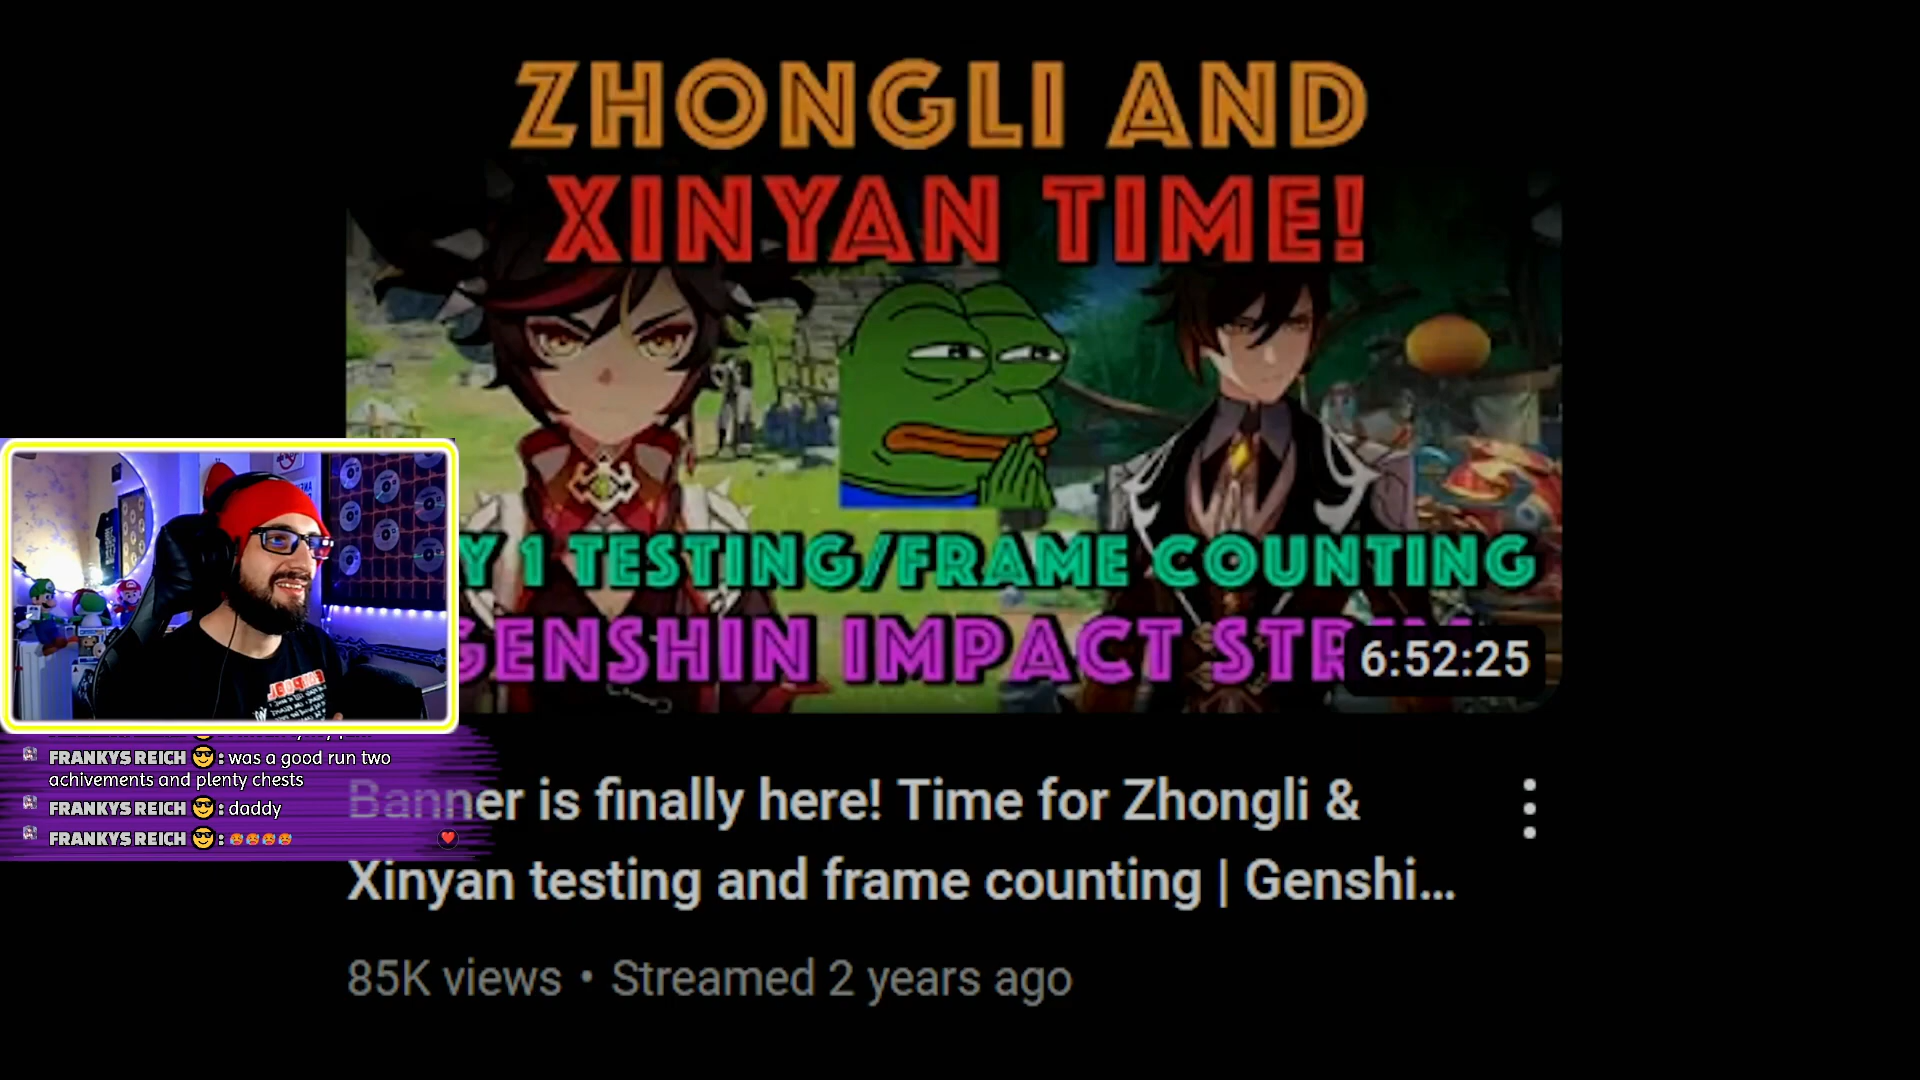 ZHONGLI AND
XINYAN TIME!
Y 1 TESTING/FRAME COUNTING
GENSHIN IMPACT STR
6:52:25
FRANKYS REICH 😎: was a good run two
achivements and plenty chests
FRANKYS REICH 😎: daddy
FRANKYS REICH 😎: 🥵🥵🥵🥵
Banner is finally here! Time for Zhongli &
Xinyan testing and frame counting | Genshi...
85K views • Streamed 2 years ago